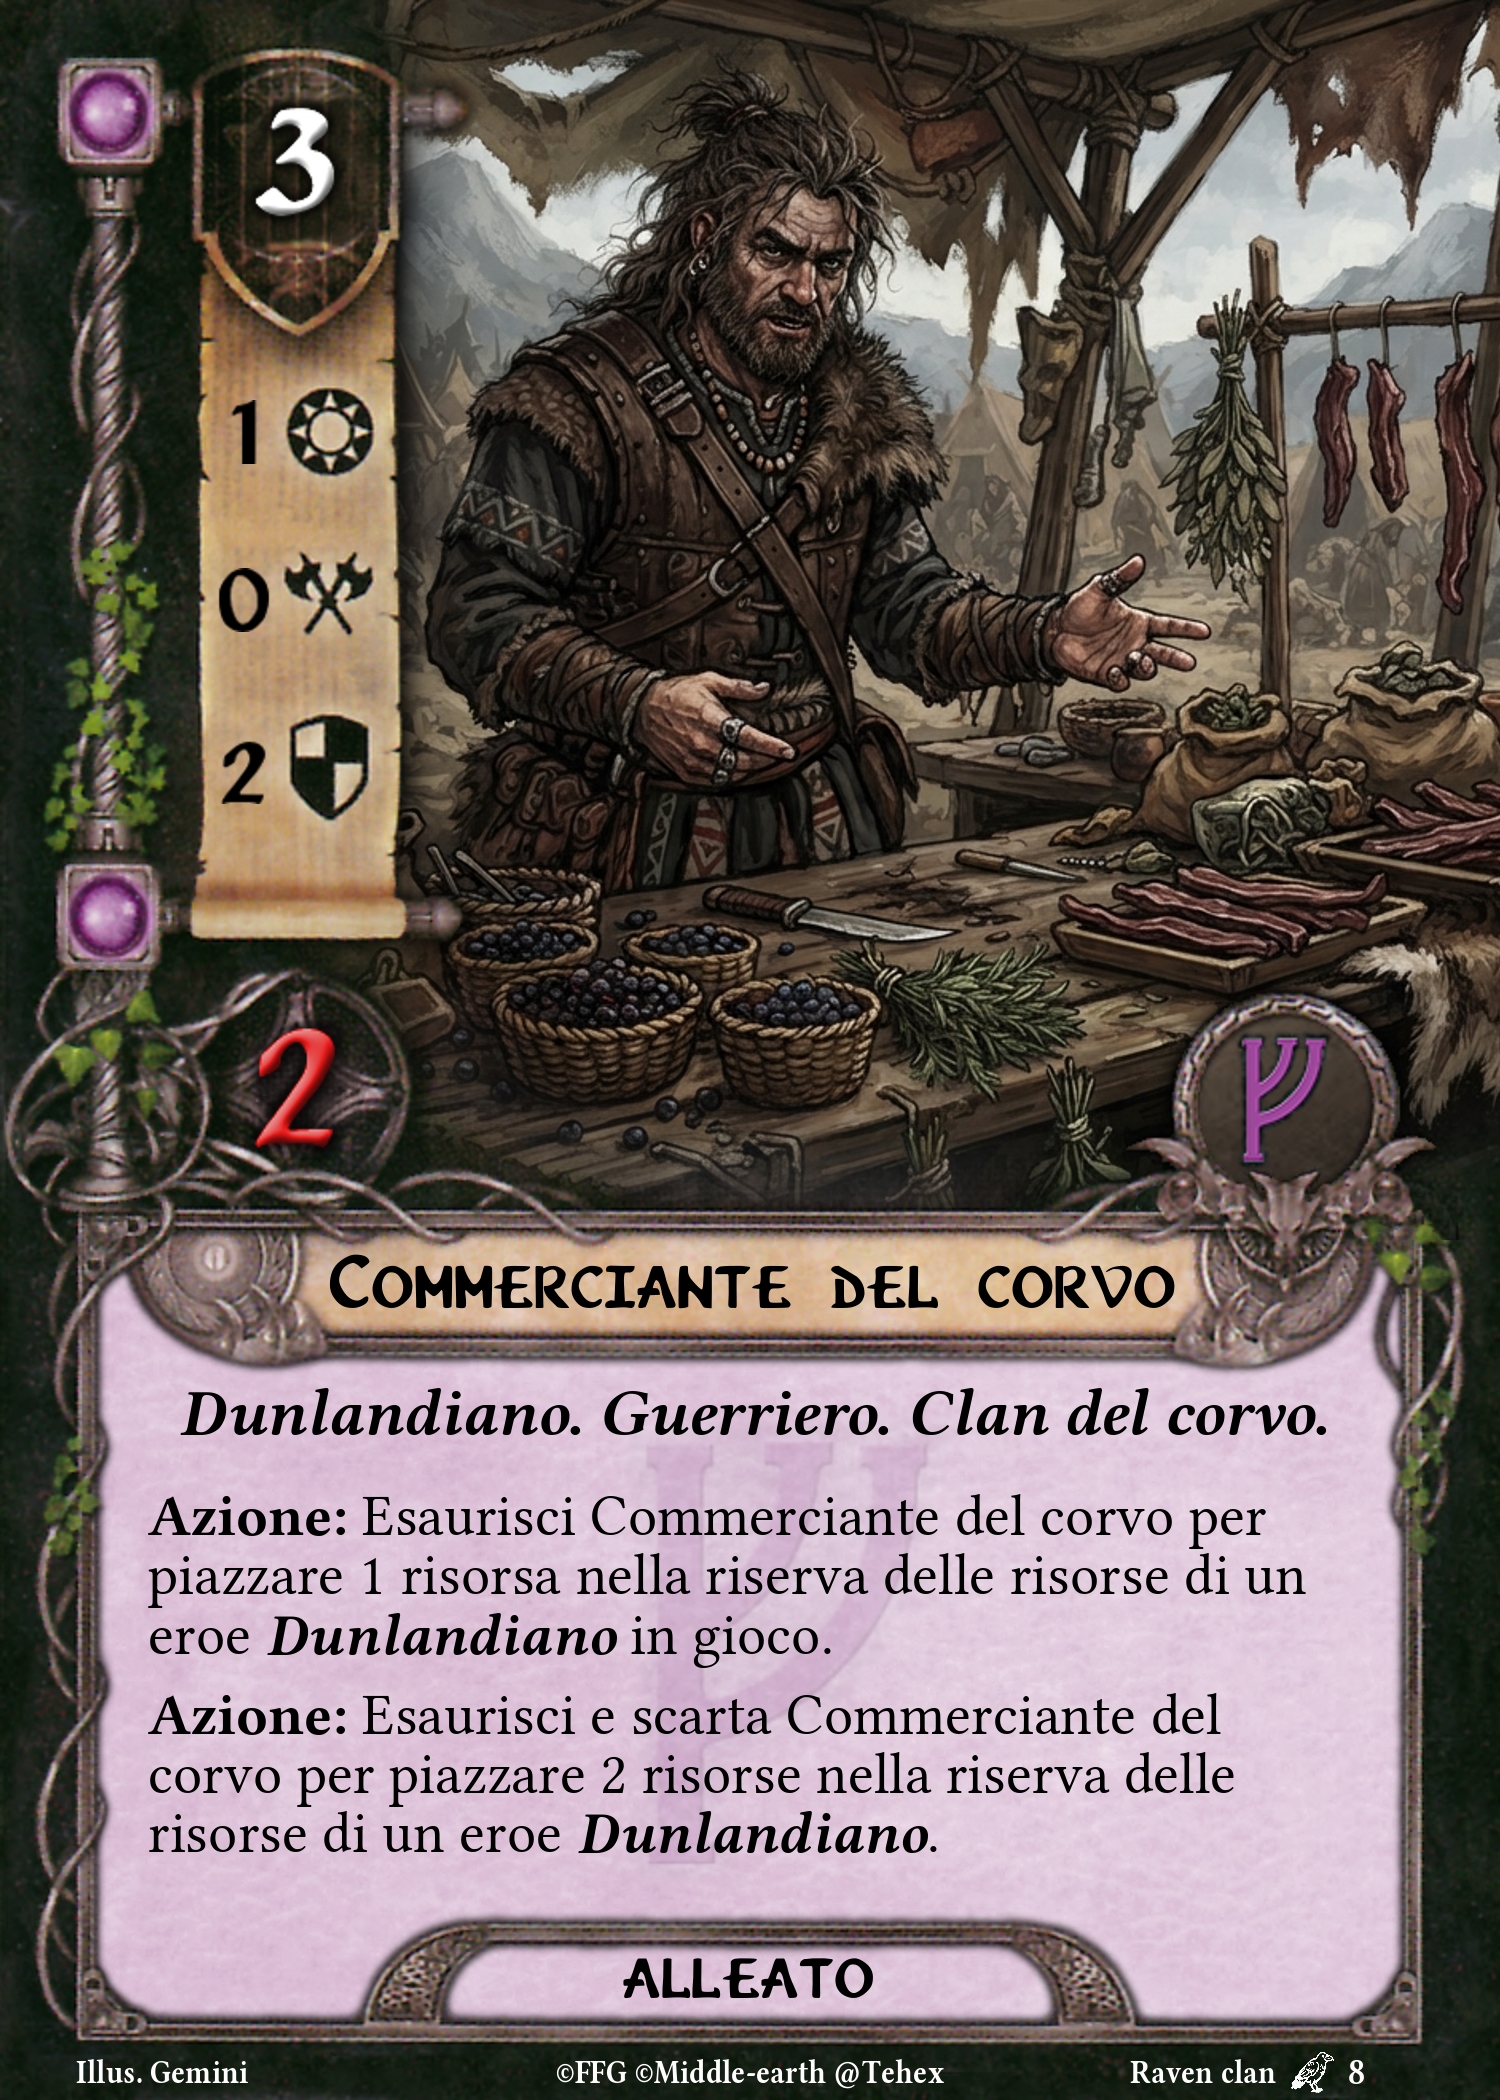 3
1
0
2
2
Commerciante del corvo
Dunlandiano. Guerriero. Clan del corvo.
Azione: Esaurisci Commerciante del corvo per
piazzare 1 risorsa nella riserva delle risorse di un
eroe Dunlandiano in gioco.
Azione: Esaurisci e scarta Commerciante del
corvo per piazzare 2 risorse nella riserva delle
risorse di un eroe Dunlandiano.
ALLEATO
Illus. Gemini
©FFG ©Middle-earth @Tehex
Raven clan 8